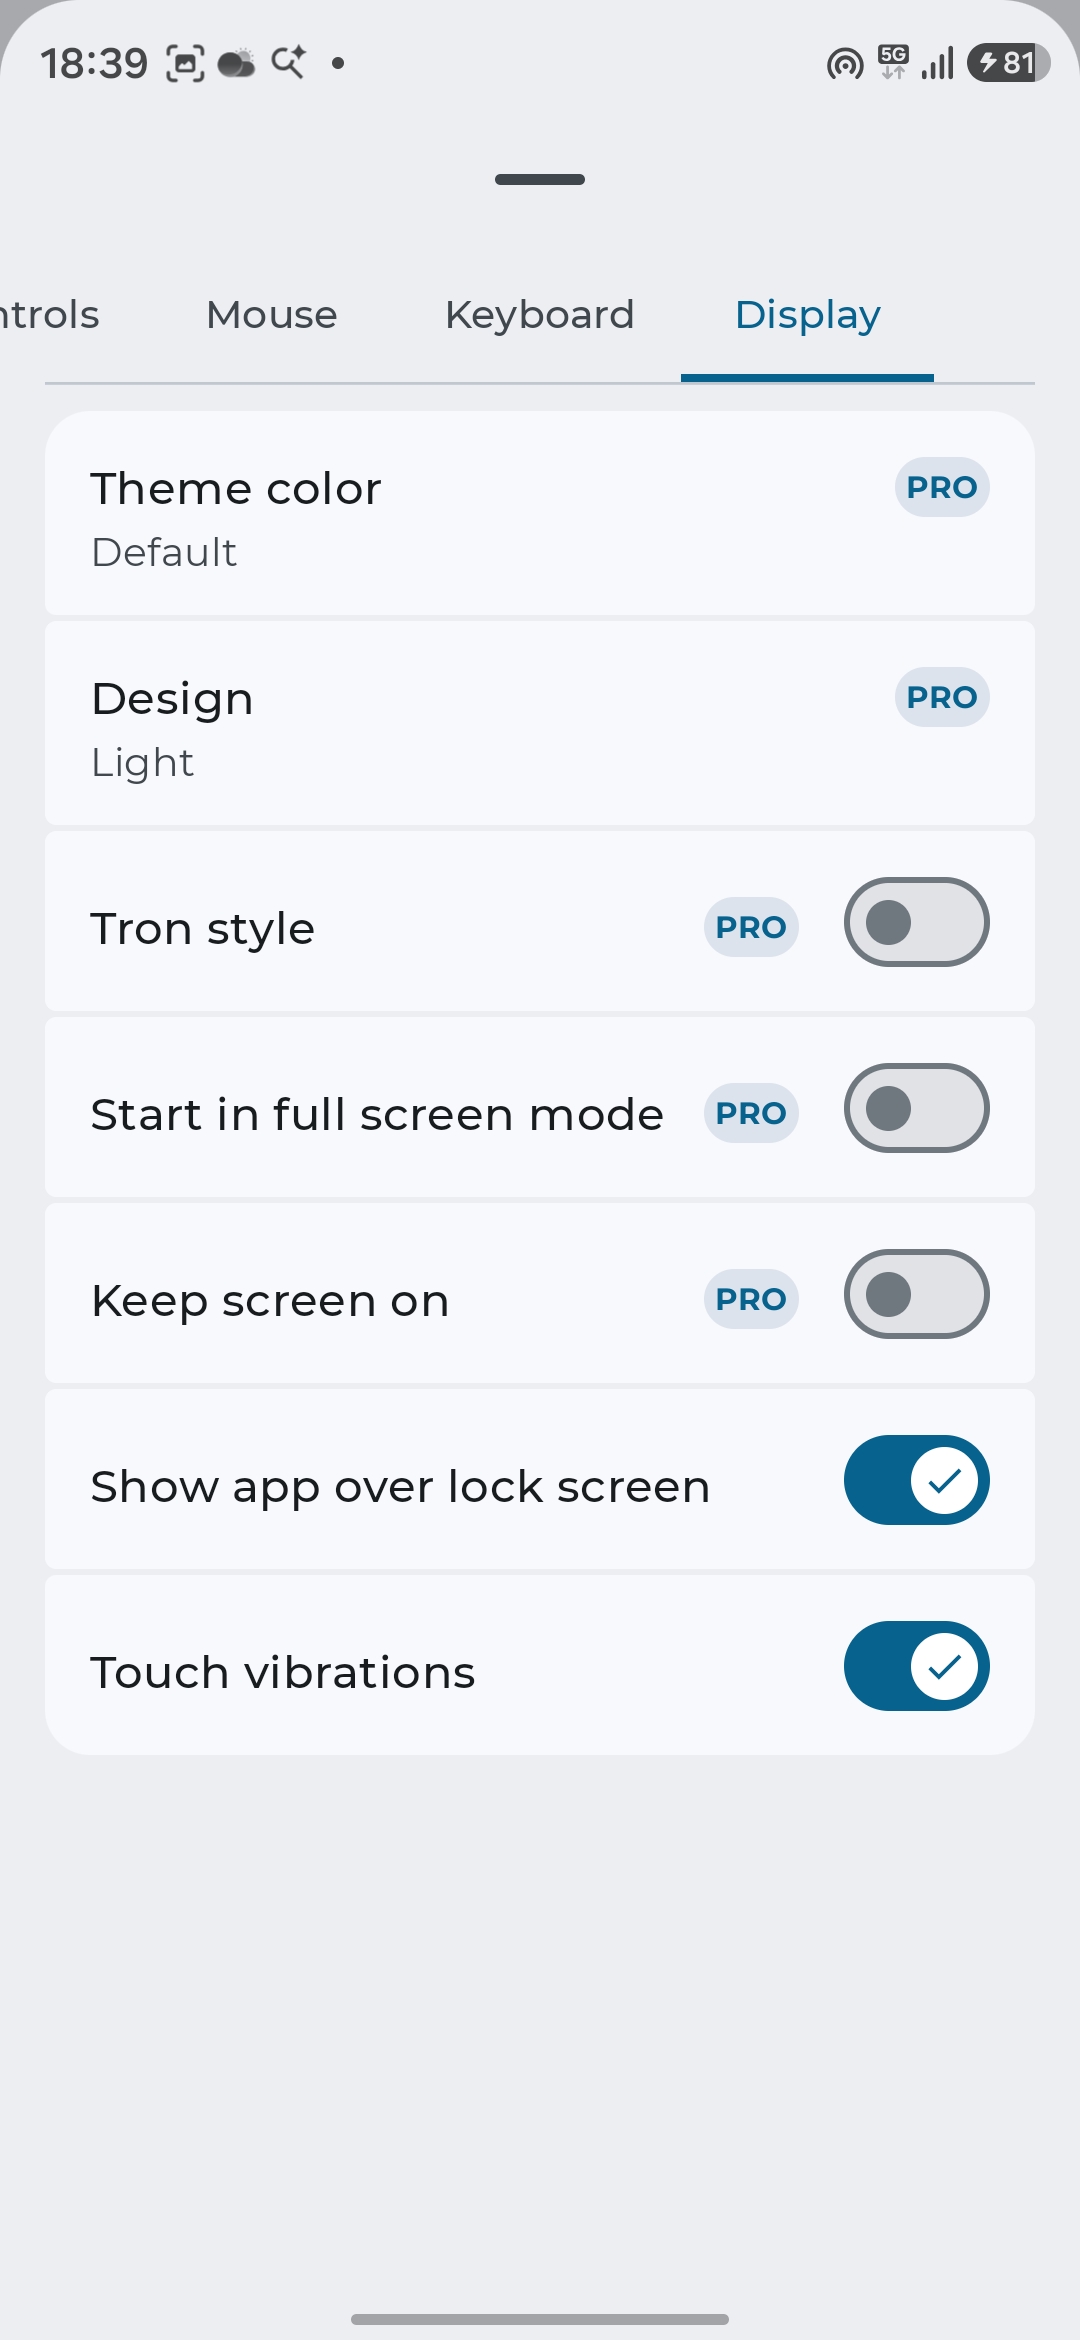 18:39 5G 81
ntrols Mouse Keyboard Display
Theme color PRO
Default
Design PRO
Light
Tron style PRO
Start in full screen mode PRO
Keep screen on PRO
Show app over lock screen
Touch vibrations